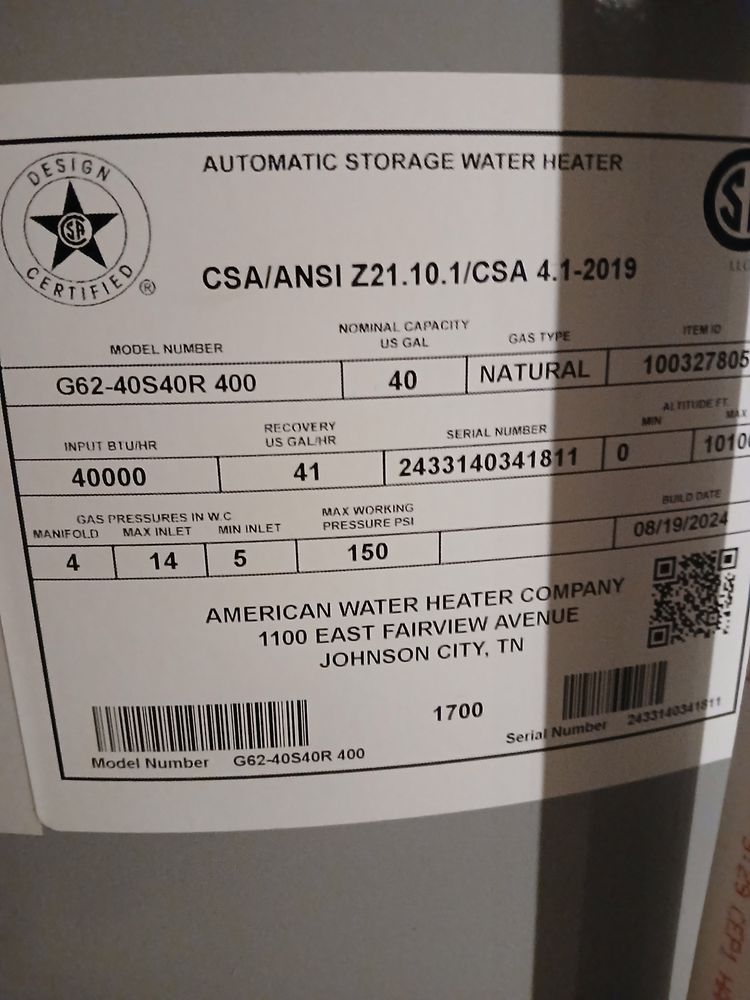 DESIGN
CERTIFIED
®
AUTOMATIC STORAGE WATER HEATER
CSA/ANSI Z21.10.1/CSA 4.1-2019
MODEL NUMBER
NOMINAL CAPACITY
US GAL
GAS TYPE
ITEM ID
G62-40S40R 400
40
NATURAL
100327805
INPUT BTU/HR
RECOVERY
US GAL/HR
SERIAL NUMBER
ALTITUDE FT.
MIN
MAX
40000
41
2433140341811
0
1010
GAS PRESSURES IN W.C
MANIFOLD
MAX INLET
MIN INLET
MAX WORKING
PRESSURE PSI
BUILD DATE
4
14
5
150
08/19/2024
AMERICAN WATER HEATER COMPANY
1100 EAST FAIRVIEW AVENUE
JOHNSON CITY, TN
1700
Model Number G62-40S40R 400
Serial Number 2433140341811